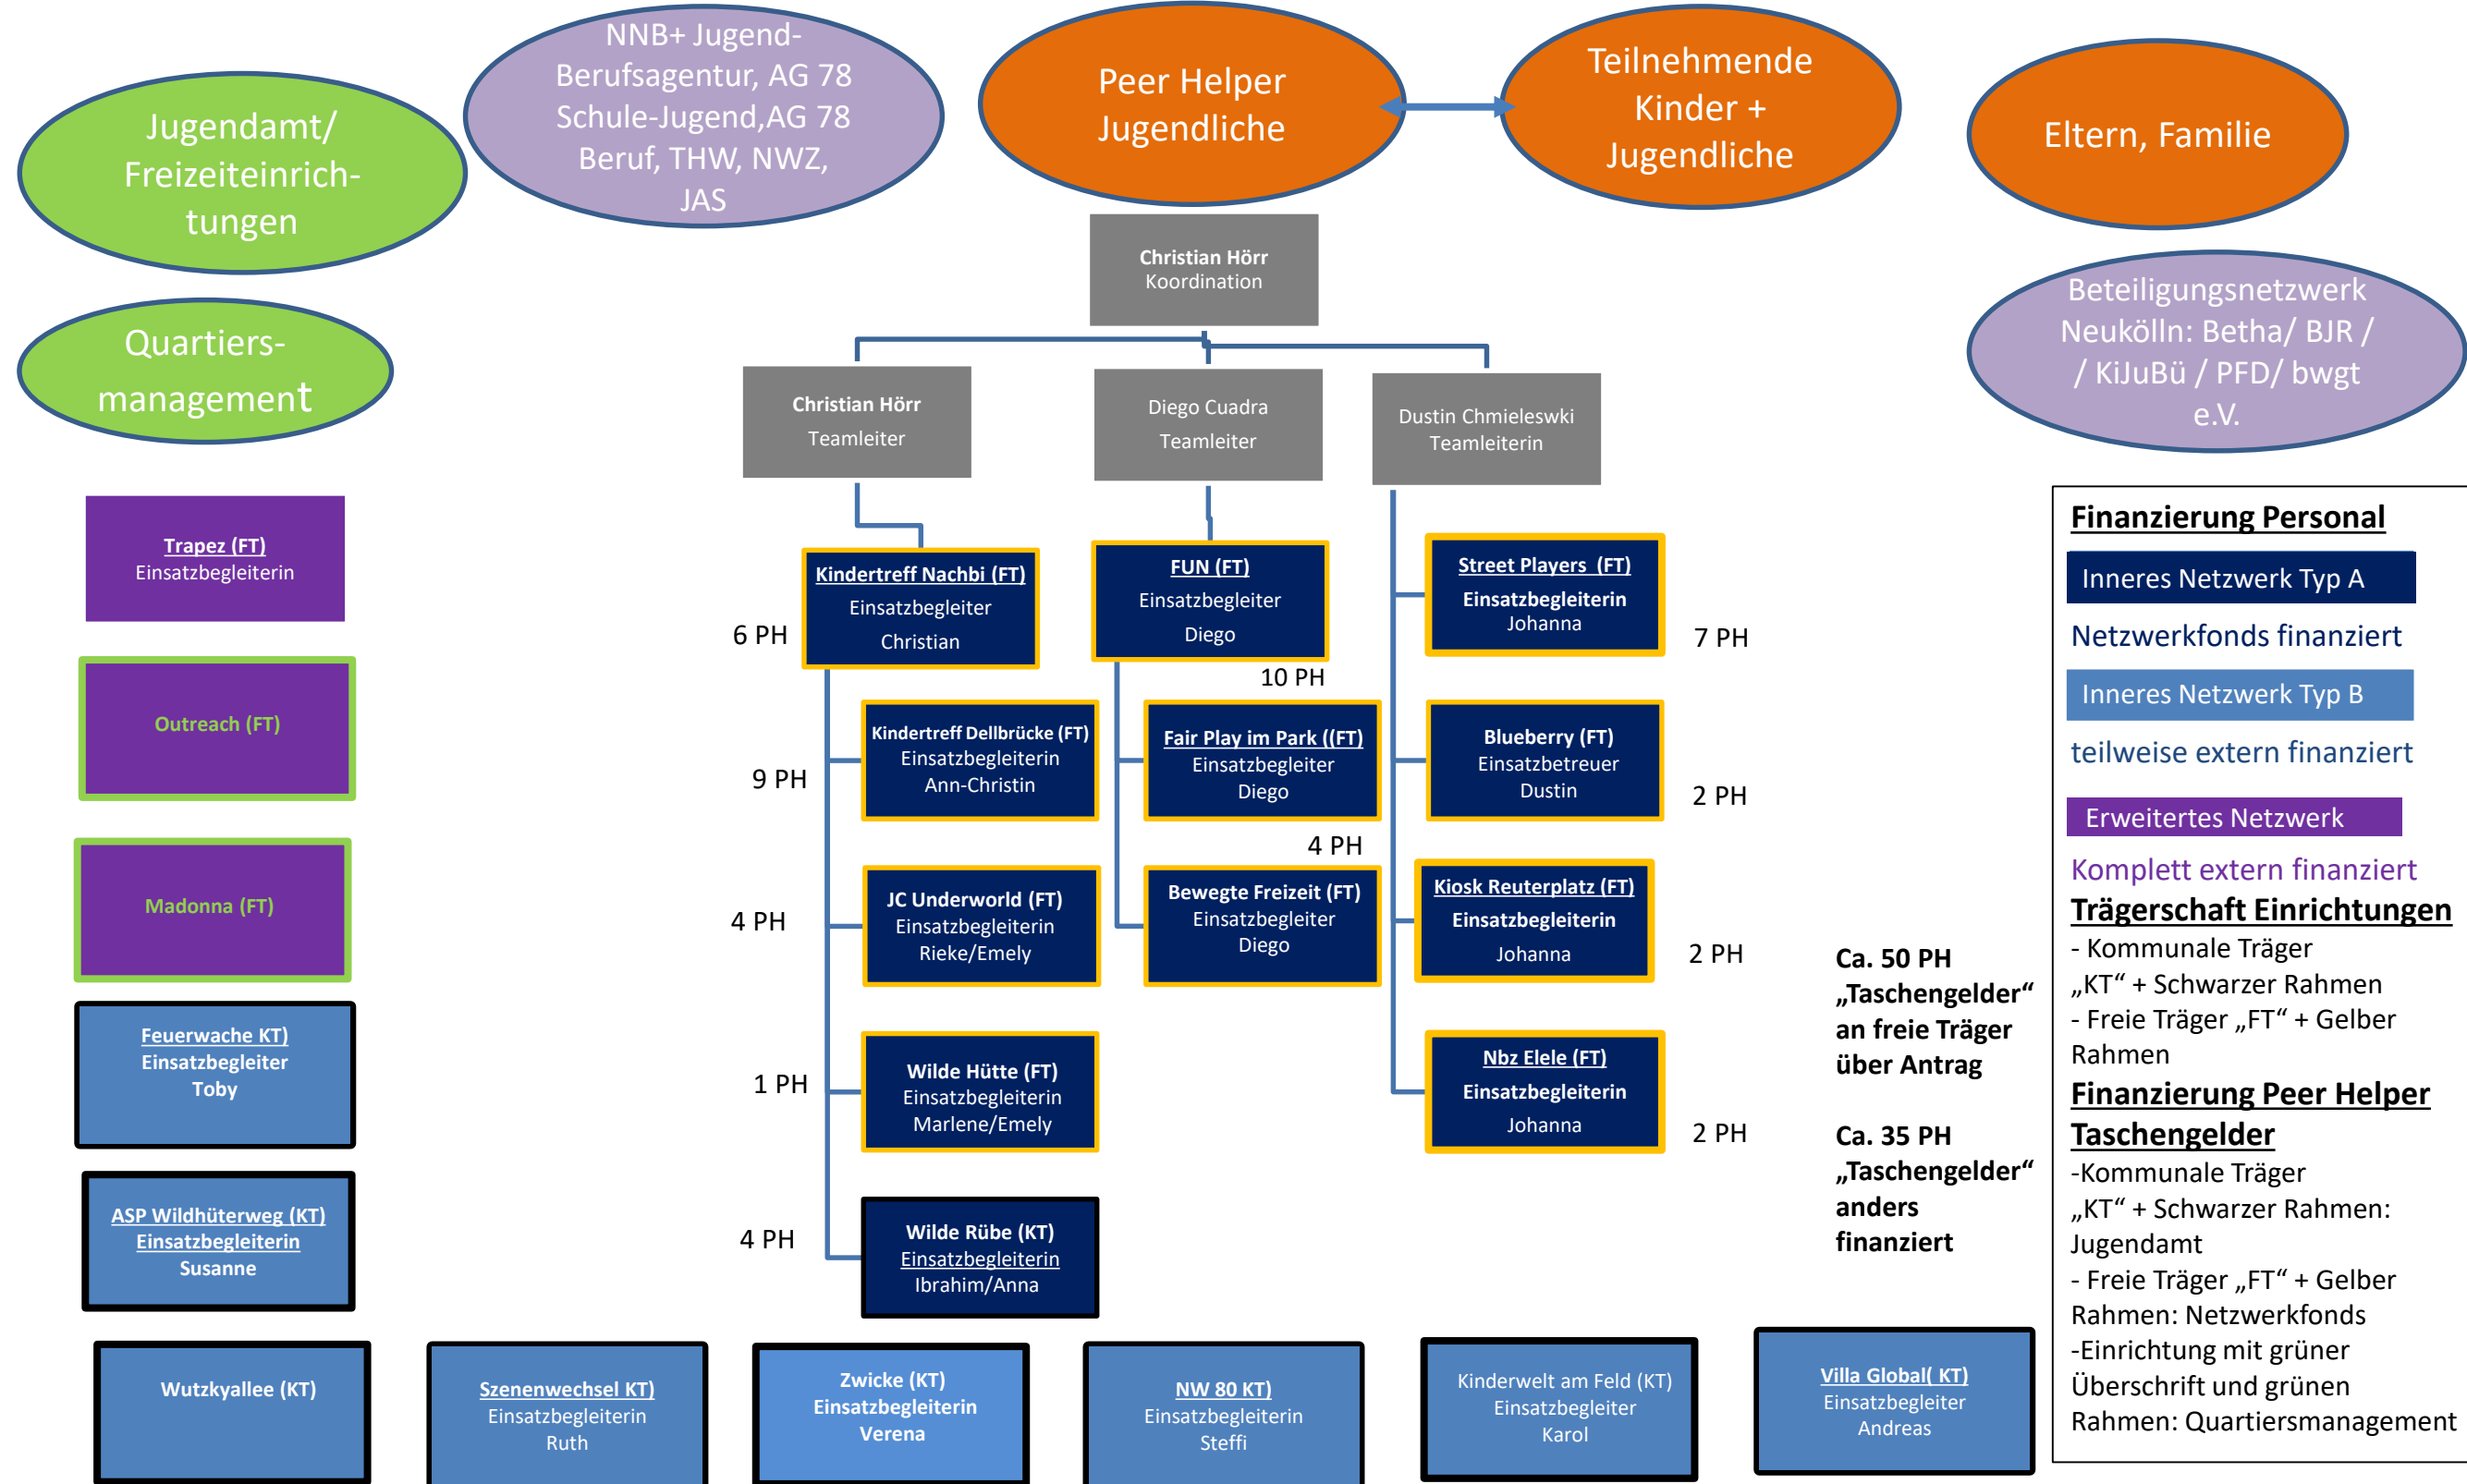 NNB+ Jugend-
Berufsagentur, AG 78
Schule-Jugend,AG 78
Beruf, THW, NWZ,
JAS
Peer Helper
Jugendliche
Teilnehmende
Kinder +
Jugendliche
Eltern, Familie
Jugendamt/
Freizeiteinrich-
tungen
Quartiers-
management
Beteiligungsnetzwerk
Neukölln: Betha/ BJR /
/ KiJuBü / PFD/ bwgt
e.V.
Christian Hörr
Koordination
Christian Hörr
Teamleiter
Diego Cuadra
Teamleiter
Dustin Chmieleswki
Teamleiterin
Trapez (FT)
Einsatzbegleiterin
Outreach (FT)
Madonna (FT)
Feuerwache KT)
Einsatzbegleiter
Toby
ASP Wildhüterweg (KT)
Einsatzbegleiterin
Susanne
6 PH
Kindertreff Nachbi (FT)
Einsatzbegleiter
Christian
9 PH
Kindertreff Dellbrücke (FT)
Einsatzbegleiterin
Ann-Christin
4 PH
JC Underworld (FT)
Einsatzbegleiterin
Rieke/Emely
1 PH
Wilde Hütte (FT)
Einsatzbegleiterin
Marlene/Emely
4 PH
Wilde Rübe (KT)
Einsatzbegleiterin
Ibrahim/Anna
FUN (FT)
Einsatzbegleiter
Diego
10 PH
Fair Play im Park ((FT)
Einsatzbegleiter
Diego
4 PH
Bewegte Freizeit (FT)
Einsatzbegleiter
Diego
Street Players  (FT)
Einsatzbegleiterin
Johanna
7 PH
Blueberry (FT)
Einsatzbetreuer
Dustin
2 PH
Kiosk Reuterplatz (FT)
Einsatzbegleiterin
Johanna
2 PH
Nbz Elele (FT)
Einsatzbegleiterin
Johanna
2 PH
Ca. 50 PH
„Taschengelder“
an freie Träger
über Antrag
Ca. 35 PH
„Taschengelder“
anders
finanziert
Finanzierung Personal
Inneres Netzwerk Typ A
Netzwerkfonds finanziert
Inneres Netzwerk Typ B
teilweise extern finanziert
Erweitertes Netzwerk
Komplett extern finanziert
Trägerschaft Einrichtungen
- Kommunale Träger
„KT“ + Schwarzer Rahmen
- Freie Träger „FT“ + Gelber
Rahmen
Finanzierung Peer Helper
Taschengelder
-Kommunale Träger
„KT“ + Schwarzer Rahmen:
Jugendamt
- Freie Träger „FT“ + Gelber
Rahmen: Netzwerkfonds
-Einrichtung mit grüner
Überschrift und grünen
Rahmen: Quartiersmanagement
Wutzkyallee (KT)
Szenenwechsel KT)
Einsatzbegleiterin
Ruth
Zwicke (KT)
Einsatzbegleiterin
Verena
NW 80 KT)
Einsatzbegleiterin
Steffi
Kinderwelt am Feld (KT)
Einsatzbegleiter
Karol
Villa Global( KT)
Einsatzbegleiter
Andreas